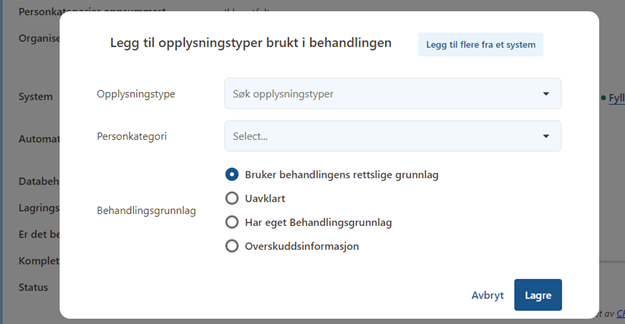 Personkategorier oppsummert
Organise
System
Fyll
Automat
Databeh
Lagrings
Er det be
Komplet
Status
et av
Legg til opplysningstyper brukt i behandlingen
Legg til flere fra et system
Opplysningstype
Søk opplysningstyper
Personkategori
Select...
Behandlingsgrunnlag
Bruker behandlingens rettslige grunnlag
Uavklart
Har eget Behandlingsgrunnlag
Overskuddsinformasjon
Avbryt
Lagre